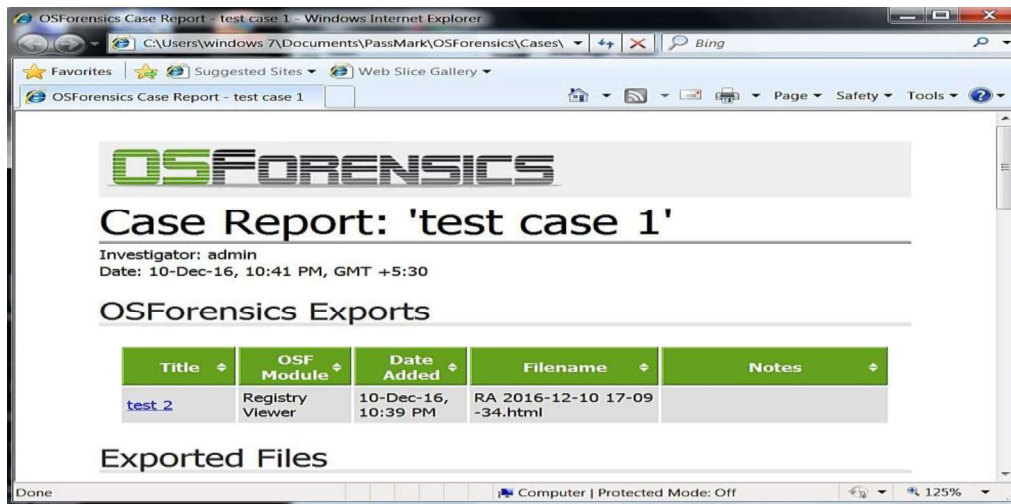 OSForensics Case Report - test case 1 - Windows Internet Explorer
C:\Users\windows 7\Documents\PassMark\OSForensics\Cases\
Bing
Favorites Suggested Sites Web Slice Gallery
OSForensics Case Report - test case 1
Page Safety Tools
OSFORENSICS
Case Report: 'test case 1'
Investigator: admin
Date: 10-Dec-16, 10:41 PM, GMT +5:30
OSForensics Exports
Title OSF Module Date Added Filename Notes
test 2 Registry Viewer 10-Dec-16, 10:39 PM RA 2016-12-10 17-09-34.html
Exported Files
Done Computer | Protected Mode: Off 125%